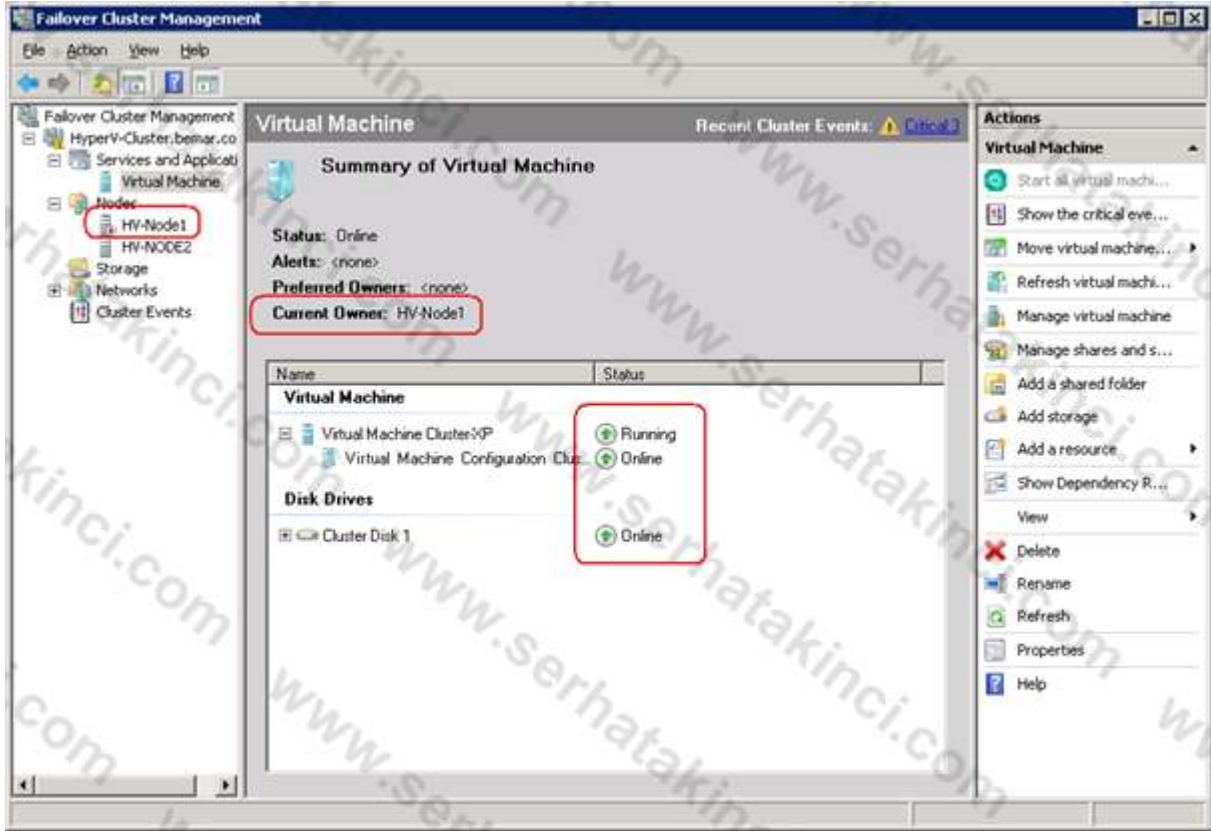 Failover Cluster Management
File Action View Help
Failover Cluster Management
HyperV-Cluster.bemar.co
Services and Applicati
Virtual Machine
Nodes
HV-Node1
HV-NODE2
Storage
Networks
Cluster Events
Virtual Machine
Recent Cluster Events: Critical:3
Summary of Virtual Machine
Status: Online
Alerts: <none>
Preferred Owners: <none>
Current Owner: HV-Node1
Name Status
Virtual Machine
Virtual Machine Cluster-XP Running
Virtual Machine Configuration Clus... Online
Disk Drives
Cluster Disk 1 Online
Actions
Virtual Machine
Start all virtual machi...
Show the critical eve...
Move virtual machine...
Refresh virtual machi...
Manage virtual machine
Manage shares and s...
Add a shared folder
Add storage
Add a resource
Show Dependency R...
View
Delete
Rename
Refresh
Properties
Help
www.serhatakinci.com